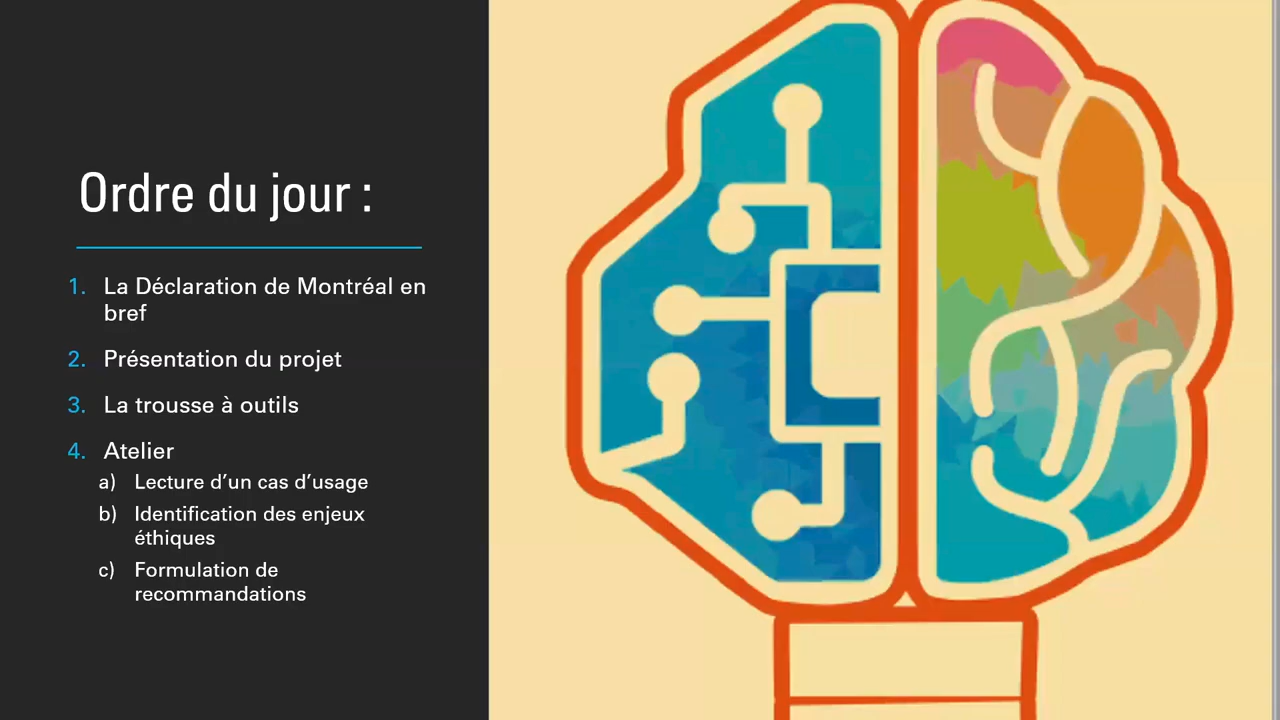 Ordre du jour :
1. La Déclaration de Montréal en
bref
2. Présentation du projet
3. La trousse à outils
4. Atelier
a) Lecture d’un cas d’usage
b) Identification des enjeux
éthiques
c) Formulation de
recommandations